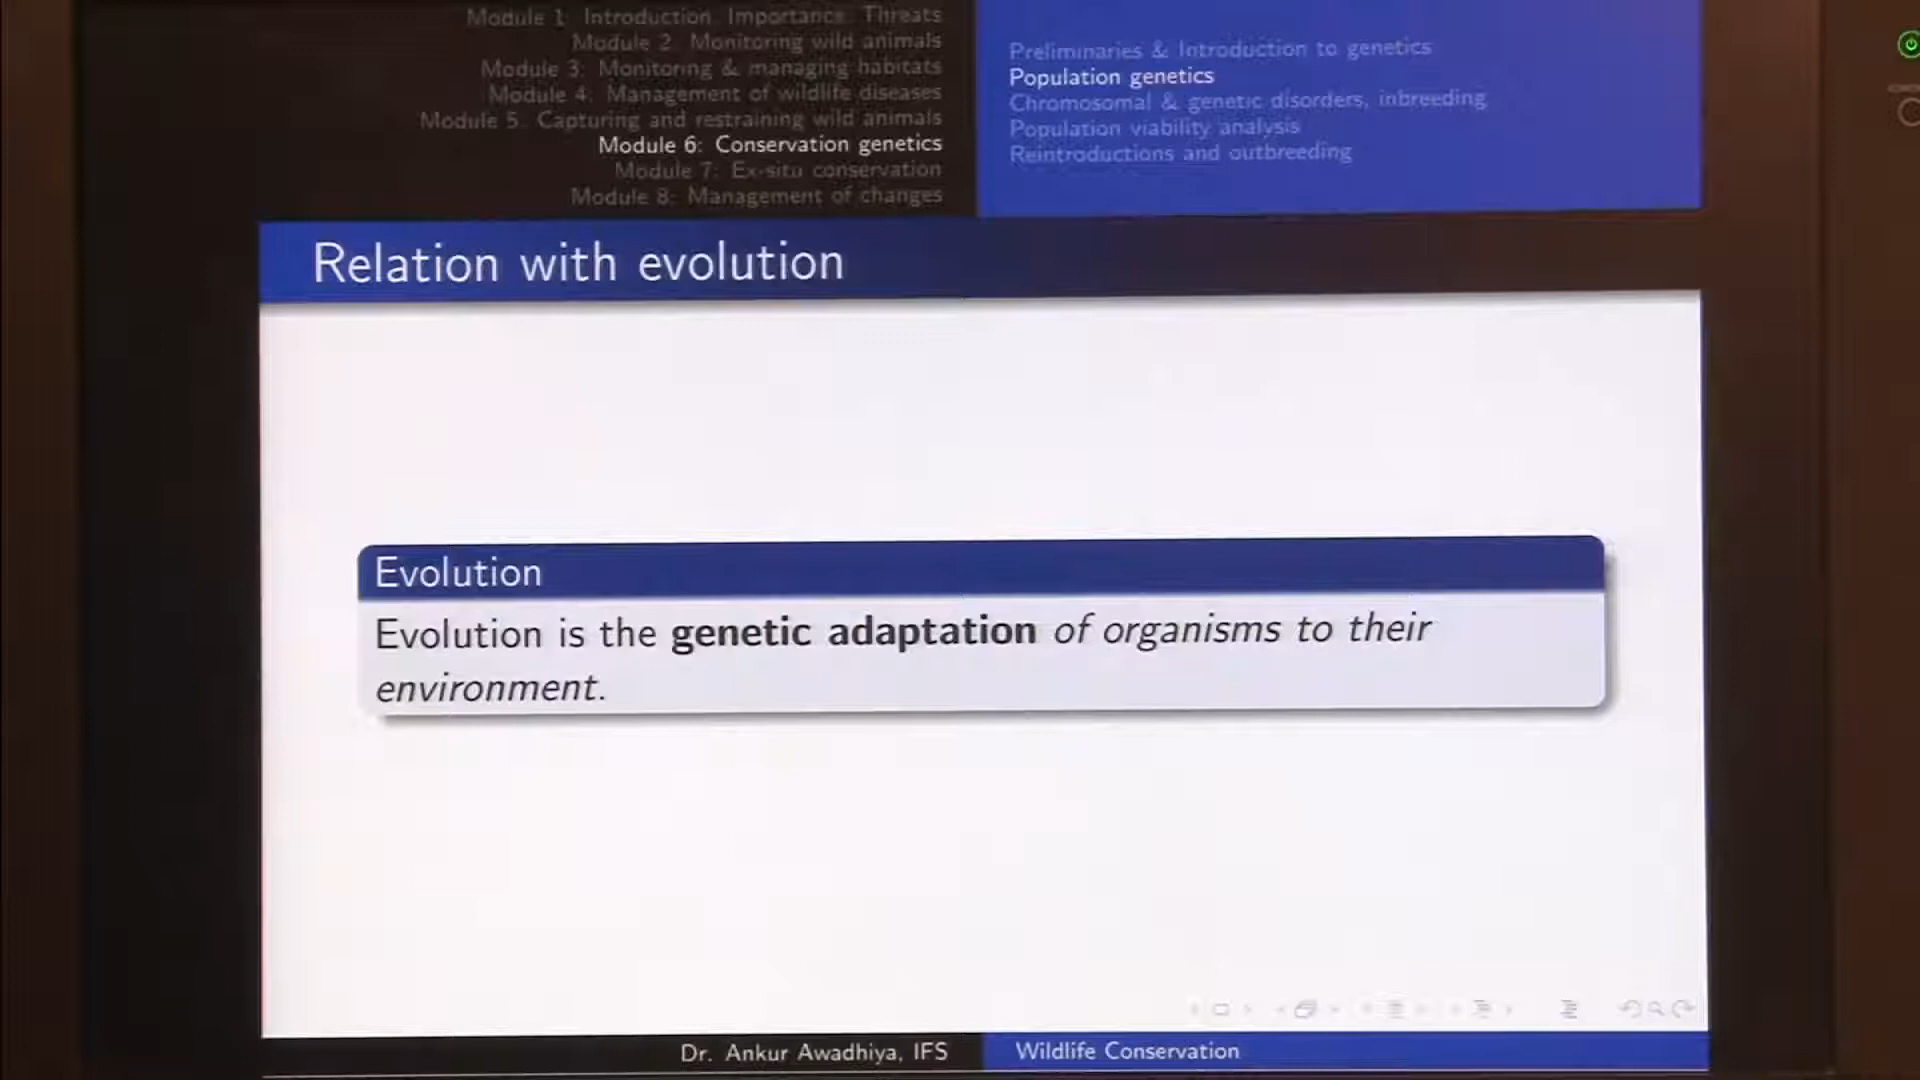 Module 1: Introduction, Importance, Threats
Module 2: Monitoring wild animals
Module 3: Monitoring & managing habitats
Module 4: Management of wildlife diseases
Module 5: Capturing and restraining wild animals
Module 6: Conservation genetics
Module 7: Ex-situ conservation
Module 8: Management of changes
Preliminaries & Introduction to genetics
Population genetics
Chromosomal & genetic disorders, inbreeding
Population viability analysis
Reintroductions and outbreeding
Relation with evolution
Evolution
Evolution is the genetic adaptation of organisms to their
environment.
Dr. Ankur Awadhiya, IFS
Wildlife Conservation